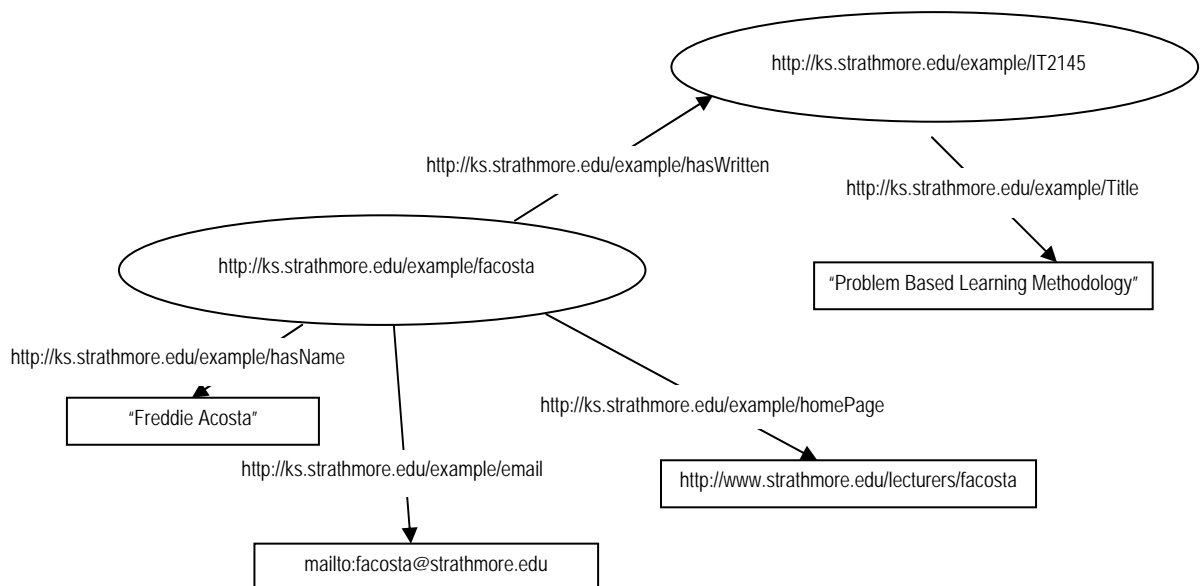 http://ks.strathmore.edu/example/IT2145
http://ks.strathmore.edu/example/hasWritten
http://ks.strathmore.edu/example/Title
http://ks.strathmore.edu/example/facosta
“Problem Based Learning Methodology”
http://ks.strathmore.edu/example/hasName
“Freddie Acosta”
http://ks.strathmore.edu/example/homePage
http://ks.strathmore.edu/example/email
http://www.strathmore.edu/lecturers/facosta
mailto:facosta@strathmore.edu